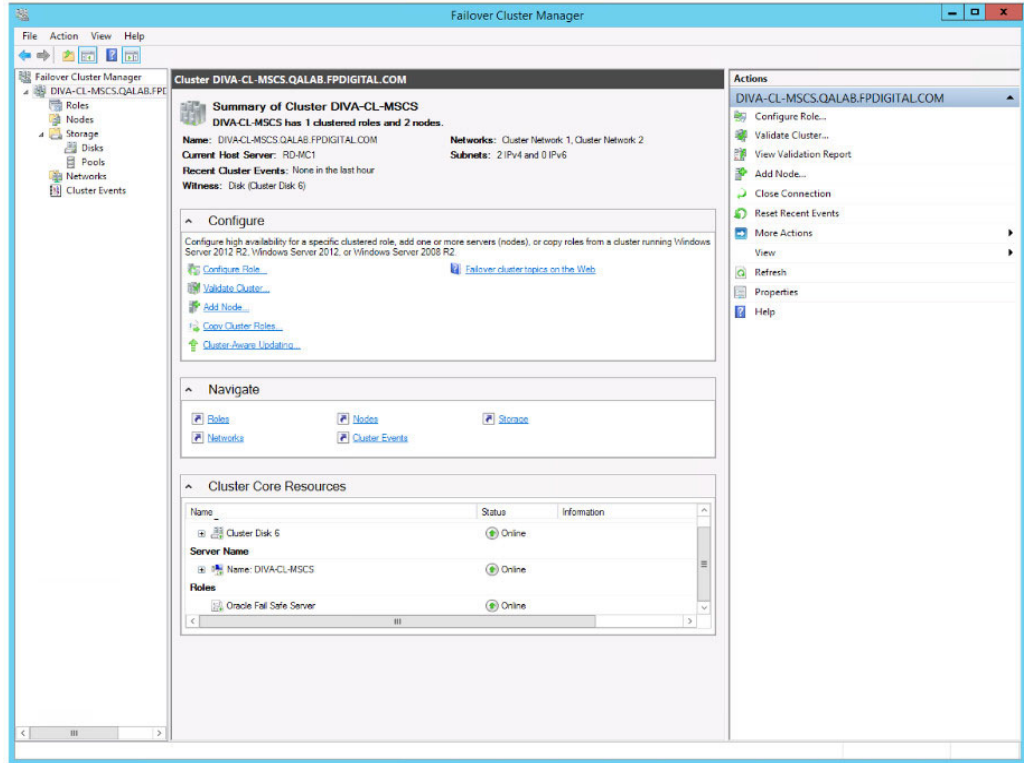 Failover Cluster Manager
File Action View Help
Failover Cluster Manager
DIVA-CL-MSCS.QALAB.FPD
Roles
Nodes
Storage
Disks
Pools
Networks
Cluster Events
Cluster DIVA-CL-MSCS.QALAB.FPDIGITAL.COM
Summary of Cluster DIVA-CL-MSCS
DIVA-CL-MSCS has 1 clustered roles and 2 nodes.
Name: DIVA-CL-MSCS.QALAB.FPDIGITAL.COM Networks: Cluster Network 1, Cluster Network 2
Current Host Server: RD-MC1 Subnets: 2 IPv4 and 0 IPv6
Recent Cluster Events: None in the last hour
Witness: Disk (Cluster Disk 6)
Configure
Configure high availability for a specific clustered role, add one or more servers (nodes), or copy roles from a cluster running Windows
Server 2012 R2, Windows Server 2012, or Windows Server 2008 R2.
Configure Role... Failover cluster topics on the Web
Validate Cluster...
Add Node...
Copy Cluster Roles...
Cluster-Aware Updating...
Navigate
Roles Nodes Storage
Networks Cluster Events
Cluster Core Resources
Name Status Information
Cluster Disk 6 Online
Server Name
Name: DIVA-CL-MSCS Online
Roles
Oracle Fail Safe Server Online
Actions
DIVA-CL-MSCS.QALAB.FPDIGITAL.COM
Configure Role...
Validate Cluster...
View Validation Report
Add Node...
Close Connection
Reset Recent Events
More Actions
View
Refresh
Properties
Help